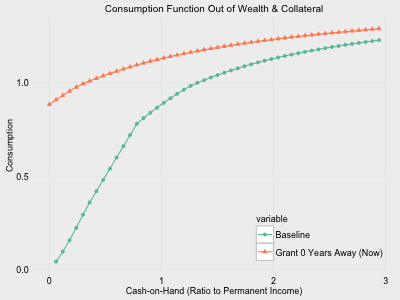 Consumption Function Out of Wealth & Collateral
Consumption
1.0
0.5
0.0
variable
Baseline
Grant 0 Years Away (Now)
0
1
2
3
Cash-on-Hand (Ratio to Permanent Income)